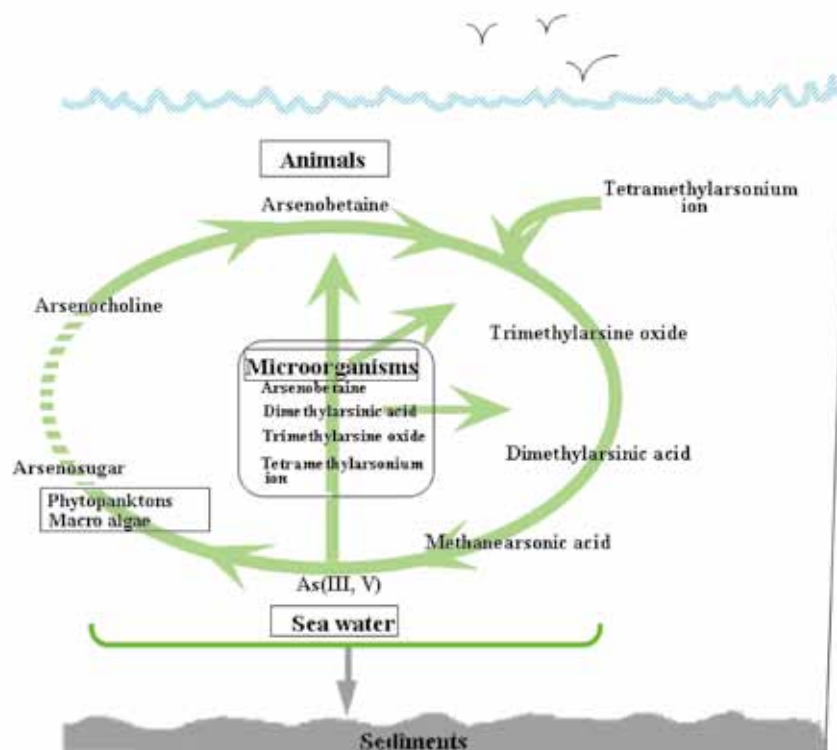 Animals
Arsenobetaine
Tetramethylarsonium
ion
Arsenocholine
Trimethylarsine oxide
Microorganisms
Arsenobetaine
Dimethylarsinic acid
Trimethylarsine oxide
Tetramethylarsonium
ion
Dimethylarsinic acid
Arsenosugar
Phytopanktons
Macro algae
Methanearsonic acid
As(III, V)
Sea water
Sediments